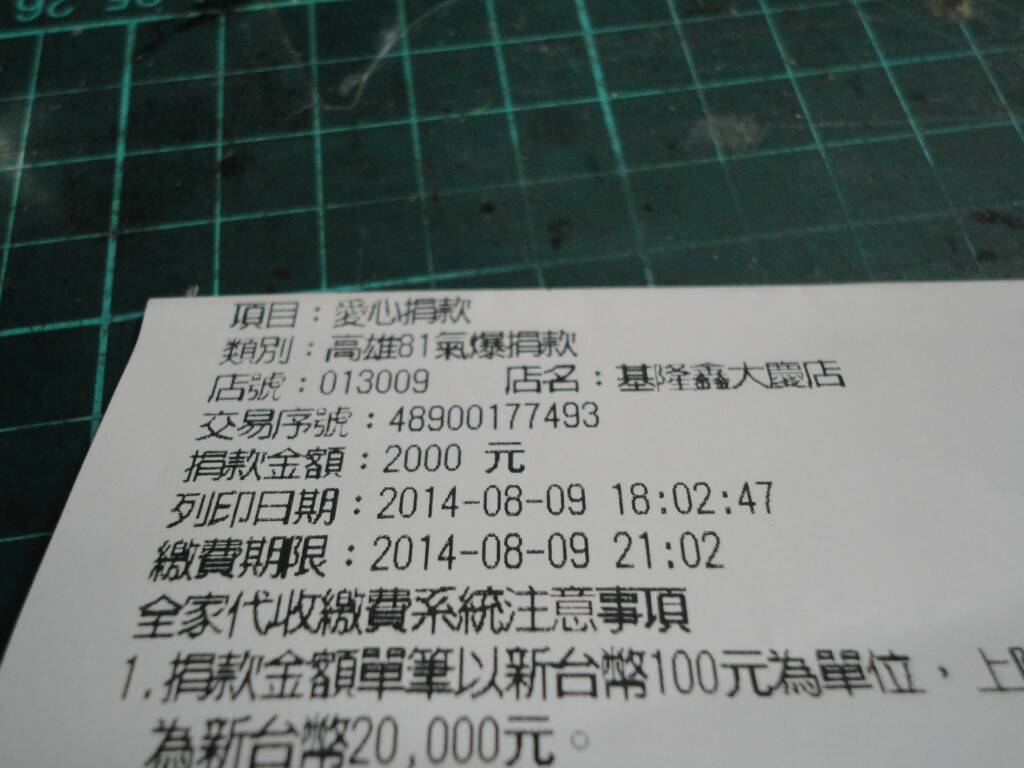 25 26
項目：愛心捐款
類別：高雄81氣爆捐款
店號：013009 店名：基隆鑫大慶店
交易序號：48900177493
捐款金額：2000 元
列印日期：2014-08-09 18:02:47
繳費期限：2014-08-09 21:02
全家代收繳費系統注意事項
1.捐款金額單筆以新台幣100元為單位，上
為新台幣20,000元。